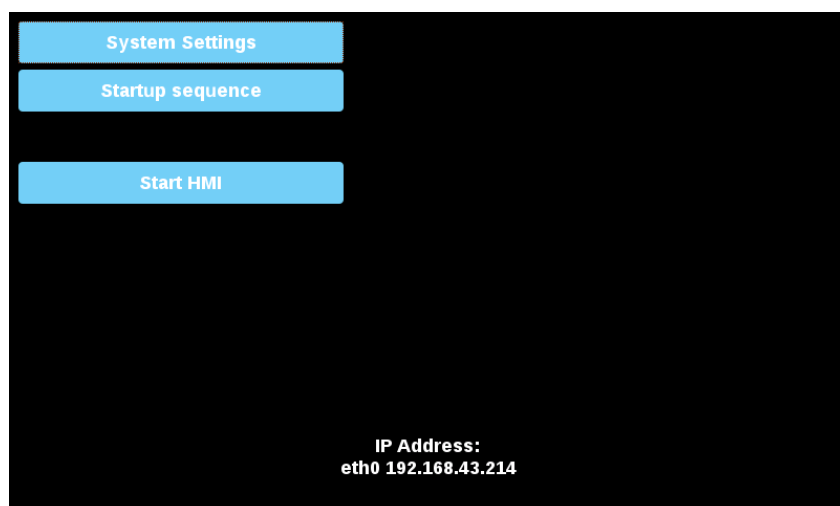 System Settings
Startup sequence
Start HMI
IP Address:
eth0 192.168.43.214